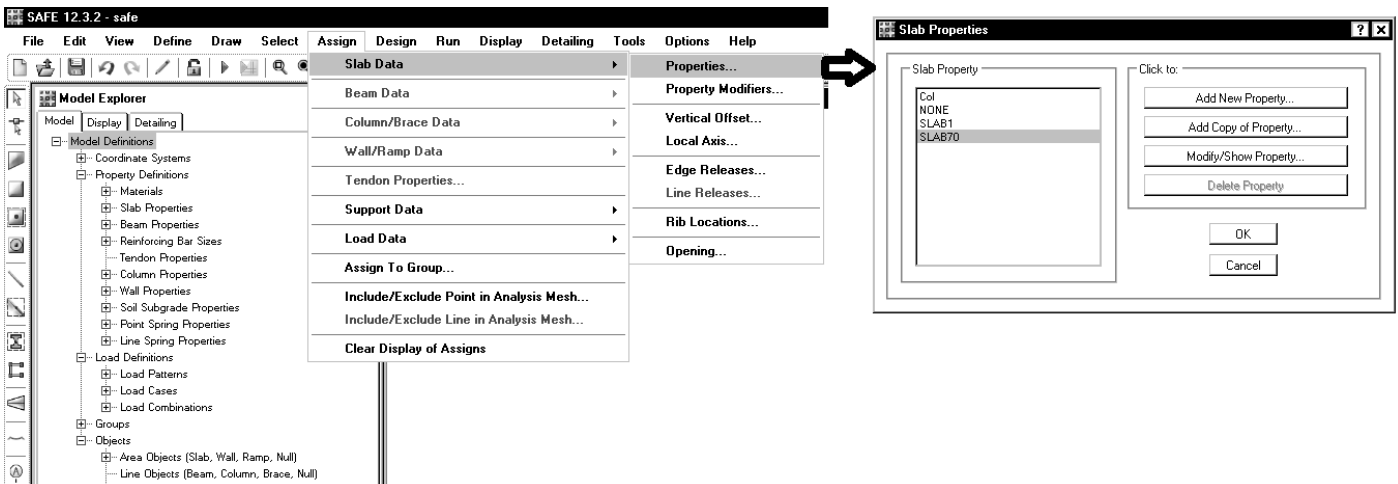 SAFE 12.3.2 - safe
File Edit View Define Draw Select Assign Design Run Display Detailing Tools Options Help
Model Explorer
Model Display Detailing
Model Definitions
Coordinate Systems
Property Definitions
Materials
Slab Properties
Beam Properties
Reinforcing Bar Sizes
Tendon Properties
Column Properties
Wall Properties
Soil Subgrade Properties
Point Spring Properties
Line Spring Properties
Load Definitions
Load Patterns
Load Cases
Load Combinations
Groups
Objects
Area Objects (Slab, Wall, Ramp, Null)
Line Objects (Beam, Column, Brace, Null)
Slab Data
Beam Data
Column/Brace Data
Wall/Ramp Data
Tendon Properties...
Support Data
Load Data
Assign To Group...
Include/Exclude Point in Analysis Mesh...
Include/Exclude Line in Analysis Mesh...
Clear Display of Assigns
Properties...
Property Modifiers...
Vertical Offset...
Local Axis...
Edge Releases...
Line Releases...
Rib Locations...
Opening...
Slab Properties
Slab Property
Col
NONE
SLAB1
SLAB70
Click to:
Add New Property...
Add Copy of Property...
Modify/Show Property...
Delete Property
OK
Cancel